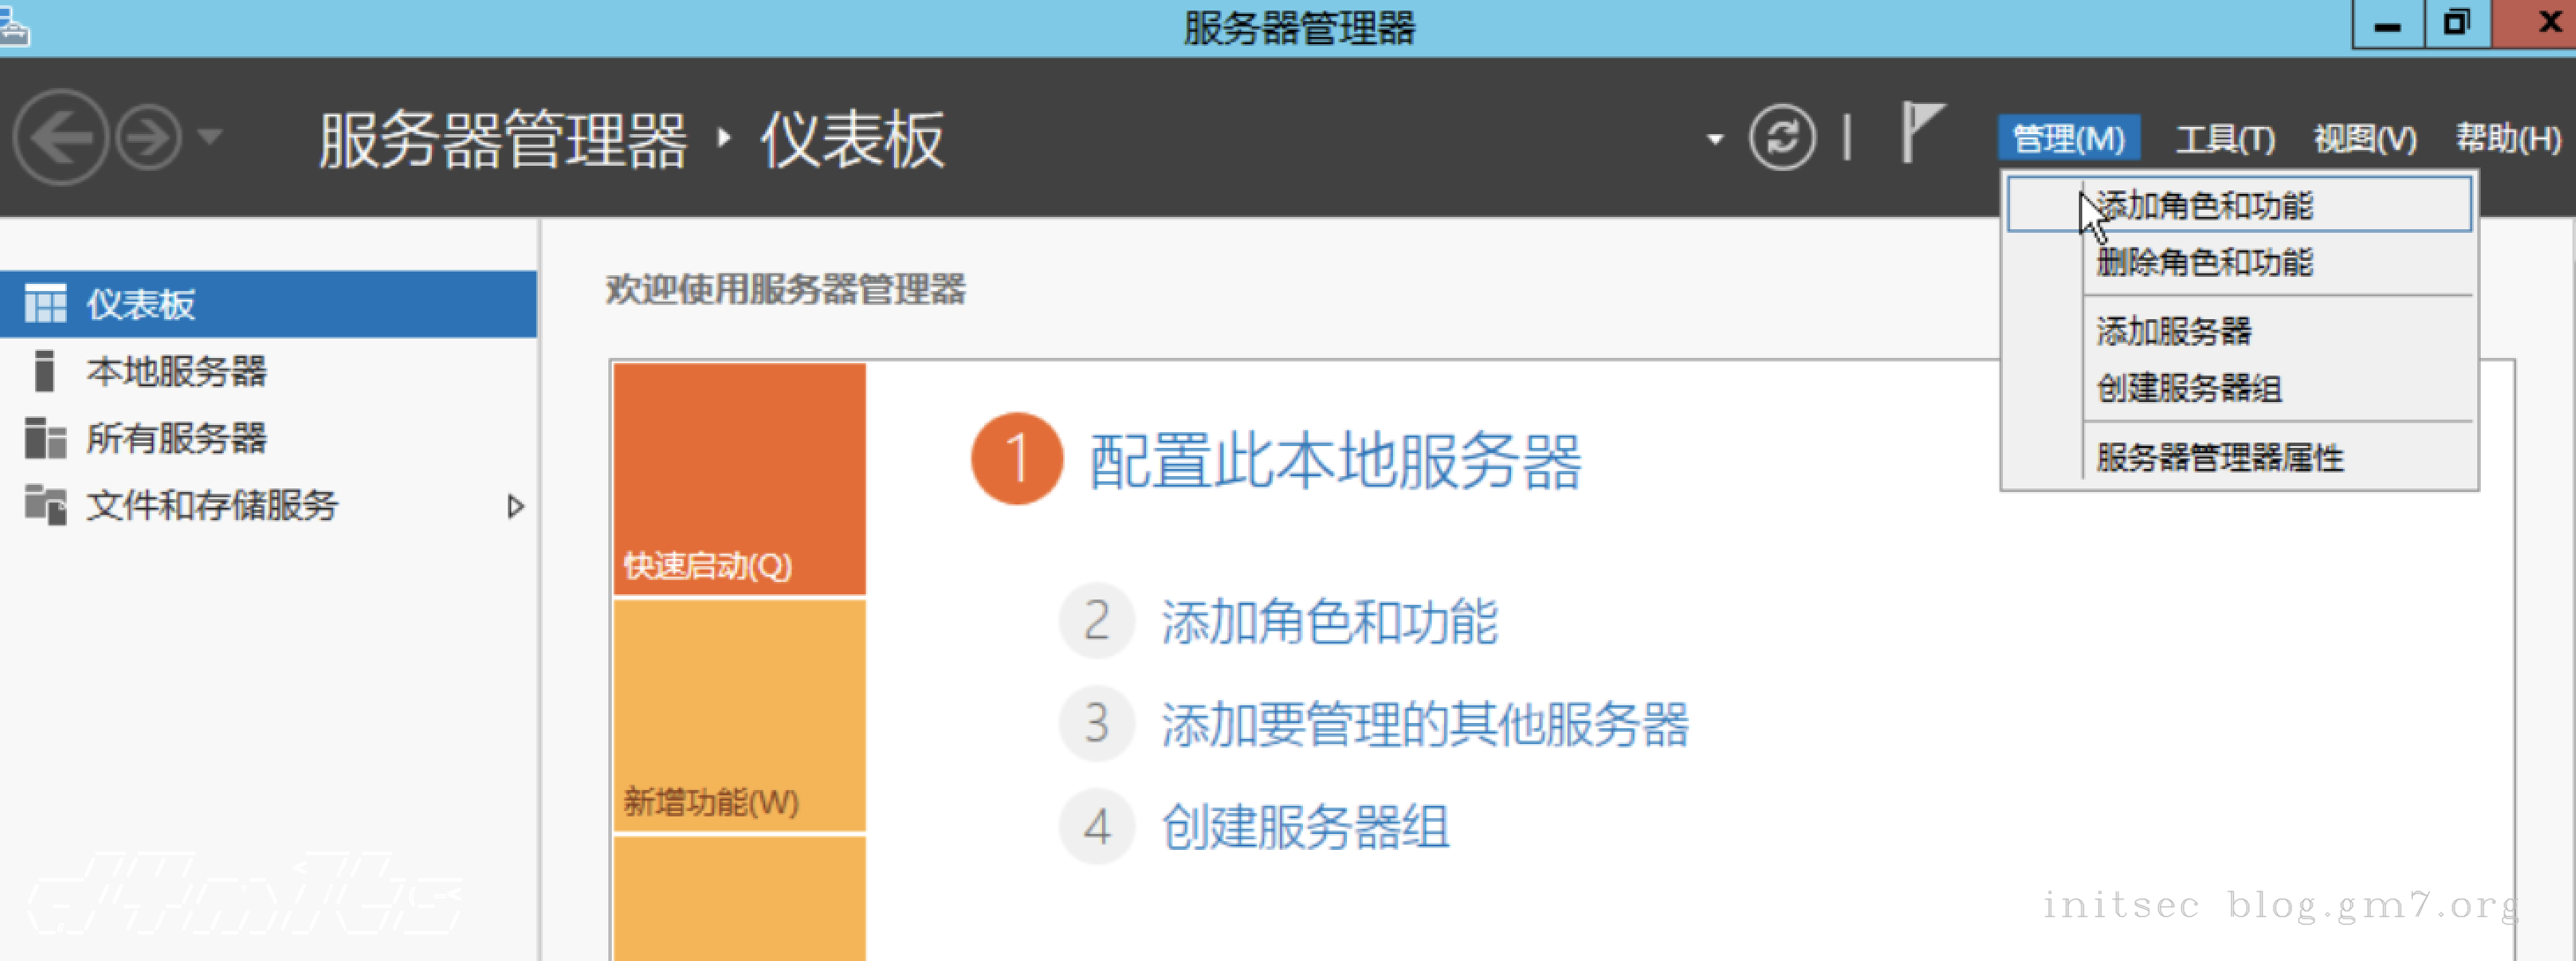 服务器管理器
服务器管理器 ‣ 仪表板
管理(M) 工具(T) 视图(V) 帮助(H)
添加角色和功能
删除角色和功能
添加服务器
创建服务器组
服务器管理器属性
仪表板
本地服务器
所有服务器
文件和存储服务
欢迎使用服务器管理器
快速启动(Q)
新增功能(W)
1 配置此本地服务器
2 添加角色和功能
3 添加要管理的其他服务器
4 创建服务器组
d4m1ts
initsec blog.gm7.org